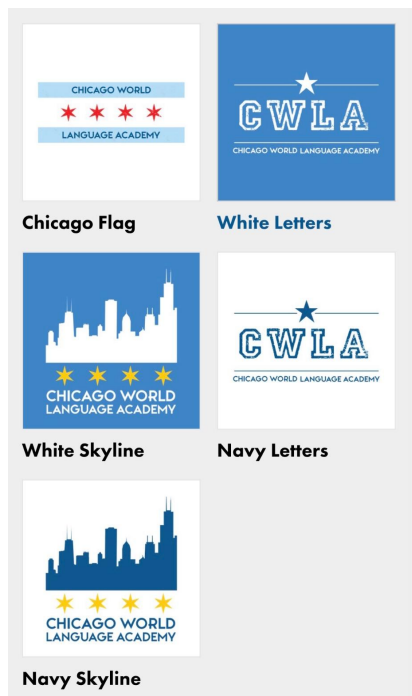 CHICAGO WORLD
LANGUAGE ACADEMY
Chicago Flag
CWLA
CHICAGO WORLD LANGUAGE ACADEMY
White Letters
CHICAGO WORLD
LANGUAGE ACADEMY
White Skyline
CWLA
CHICAGO WORLD LANGUAGE ACADEMY
Navy Letters
CHICAGO WORLD
LANGUAGE ACADEMY
Navy Skyline